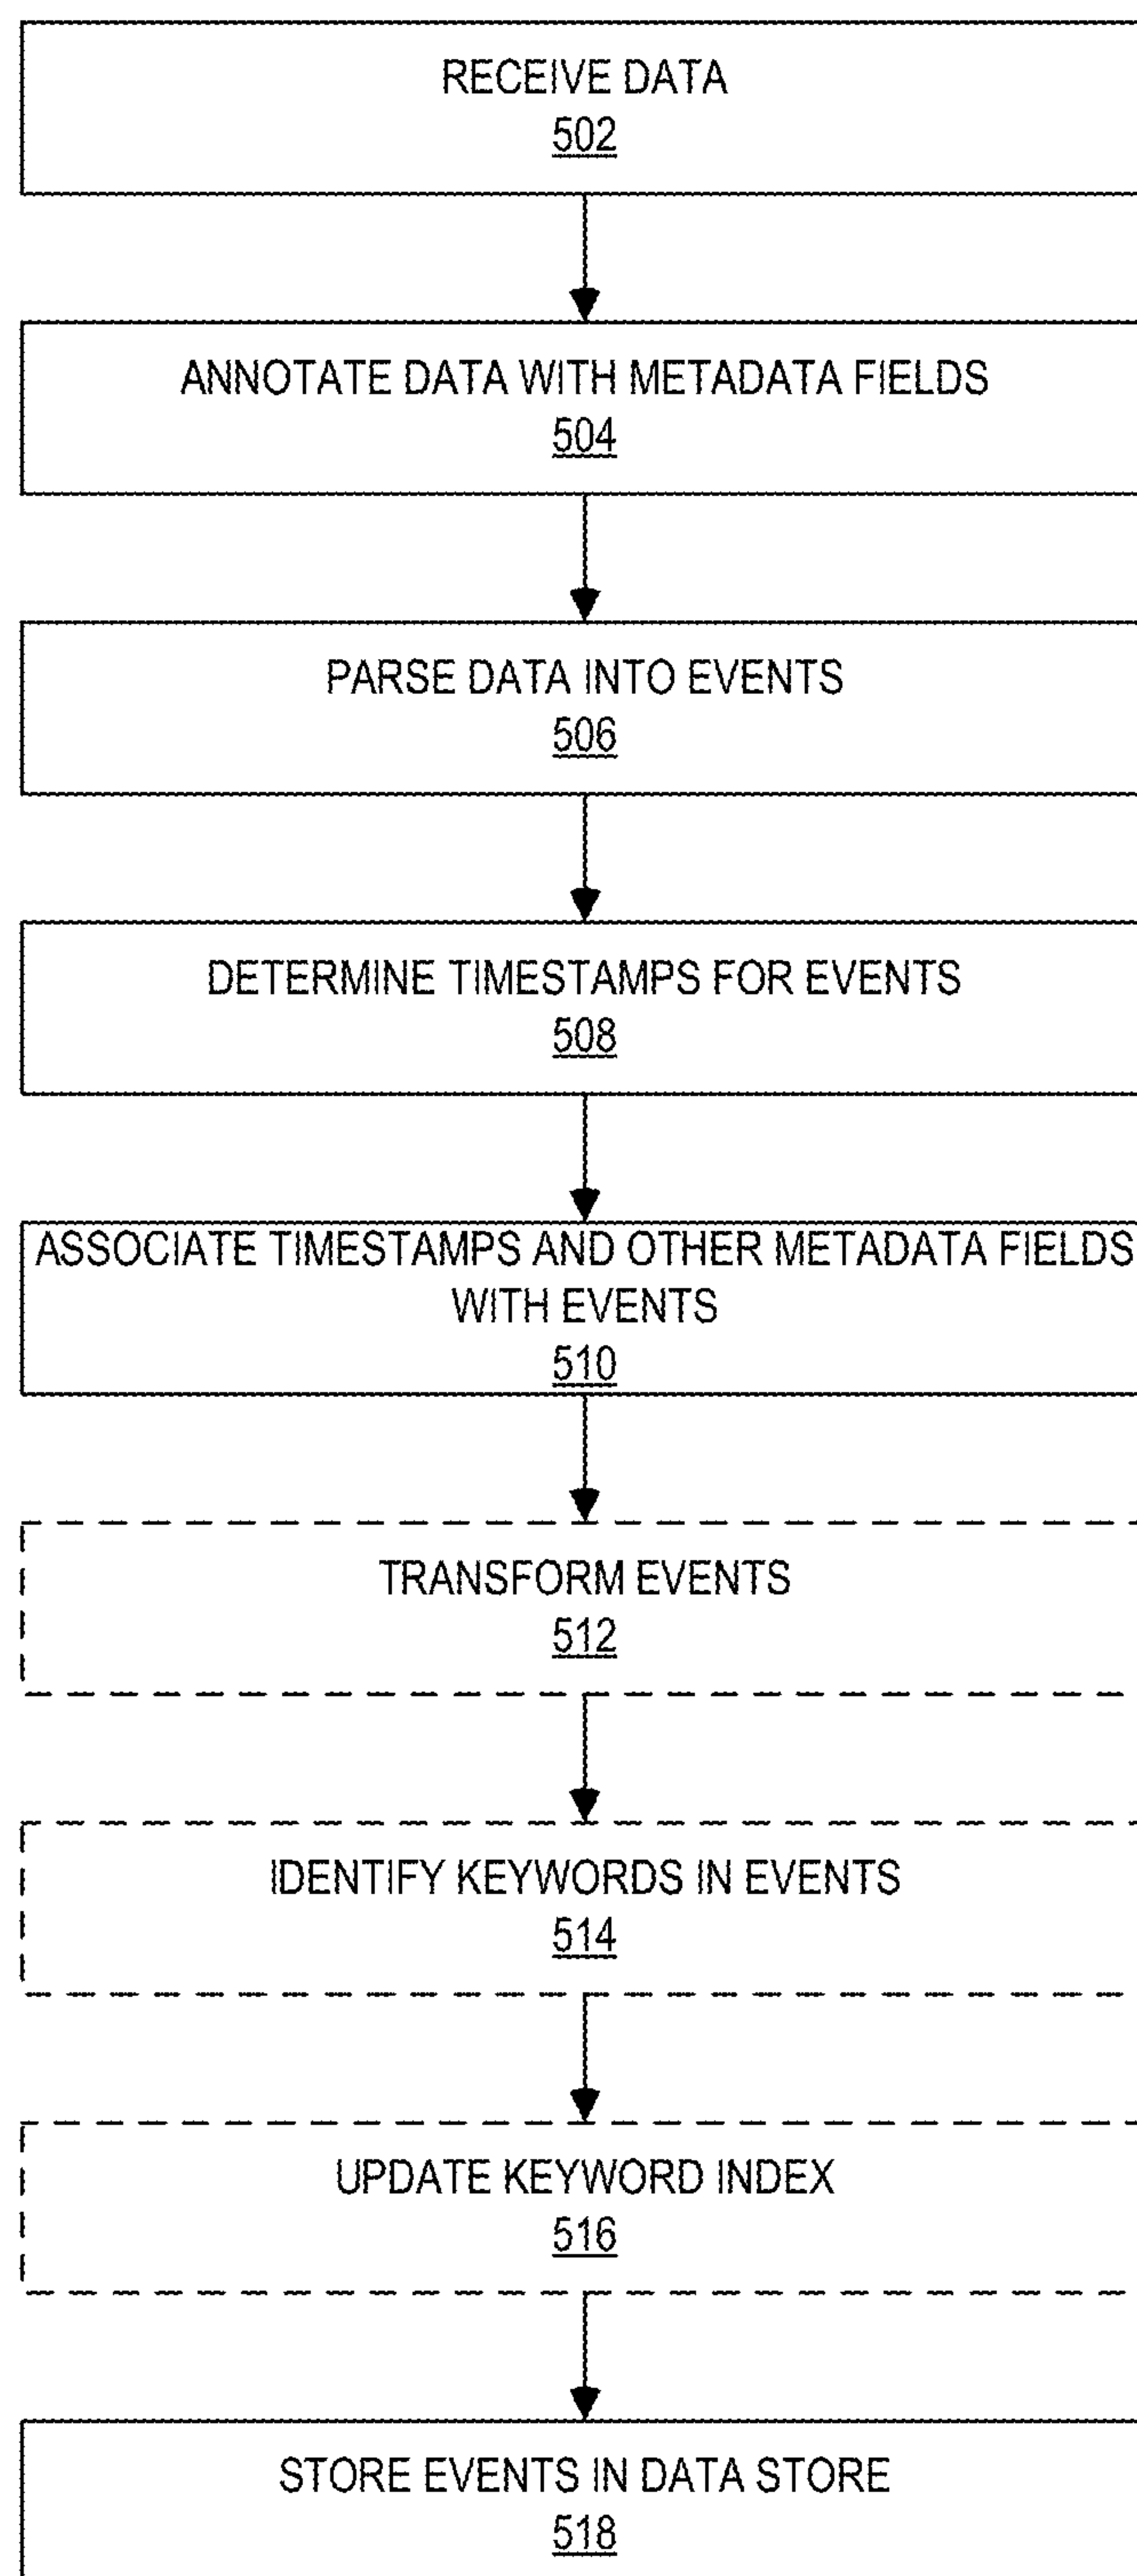 RECEIVE DATA
502
ANNOTATE DATA WITH METADATA FIELDS
504
PARSE DATA INTO EVENTS
506
DETERMINE TIMESTAMPS FOR EVENTS
508
ASSOCIATE TIMESTAMPS AND OTHER METADATA FIELDS
WITH EVENTS
510
TRANSFORM EVENTS
512
IDENTIFY KEYWORDS IN EVENTS
514
UPDATE KEYWORD INDEX
516
STORE EVENTS IN DATA STORE
518